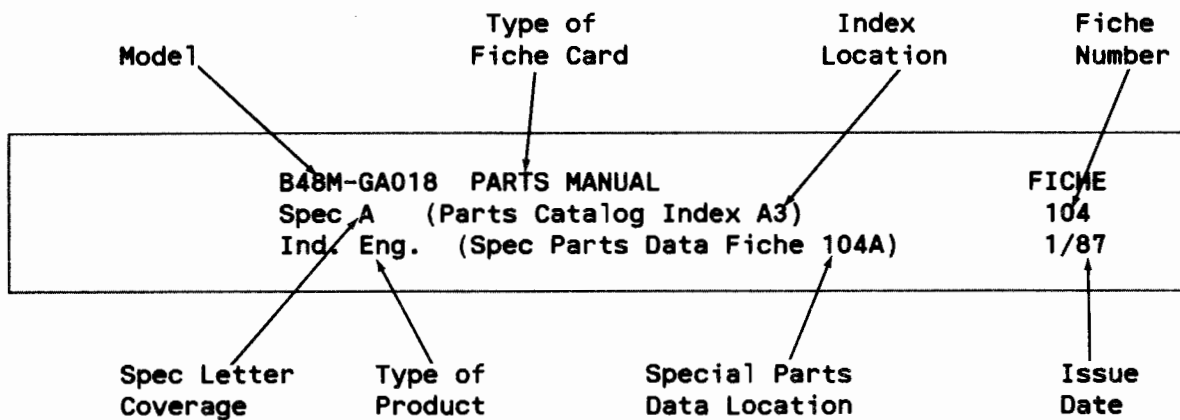 Type of Index Fiche
Model Fiche Card Location Number
B48M-GA018 PARTS MANUAL FICHE
Spec A (Parts Catalog Index A3) 104
Ind. Eng. (Spec Parts Data Fiche 104A) 1/87
Spec Letter Type of Special Parts Issue
Coverage Product Data Location Date